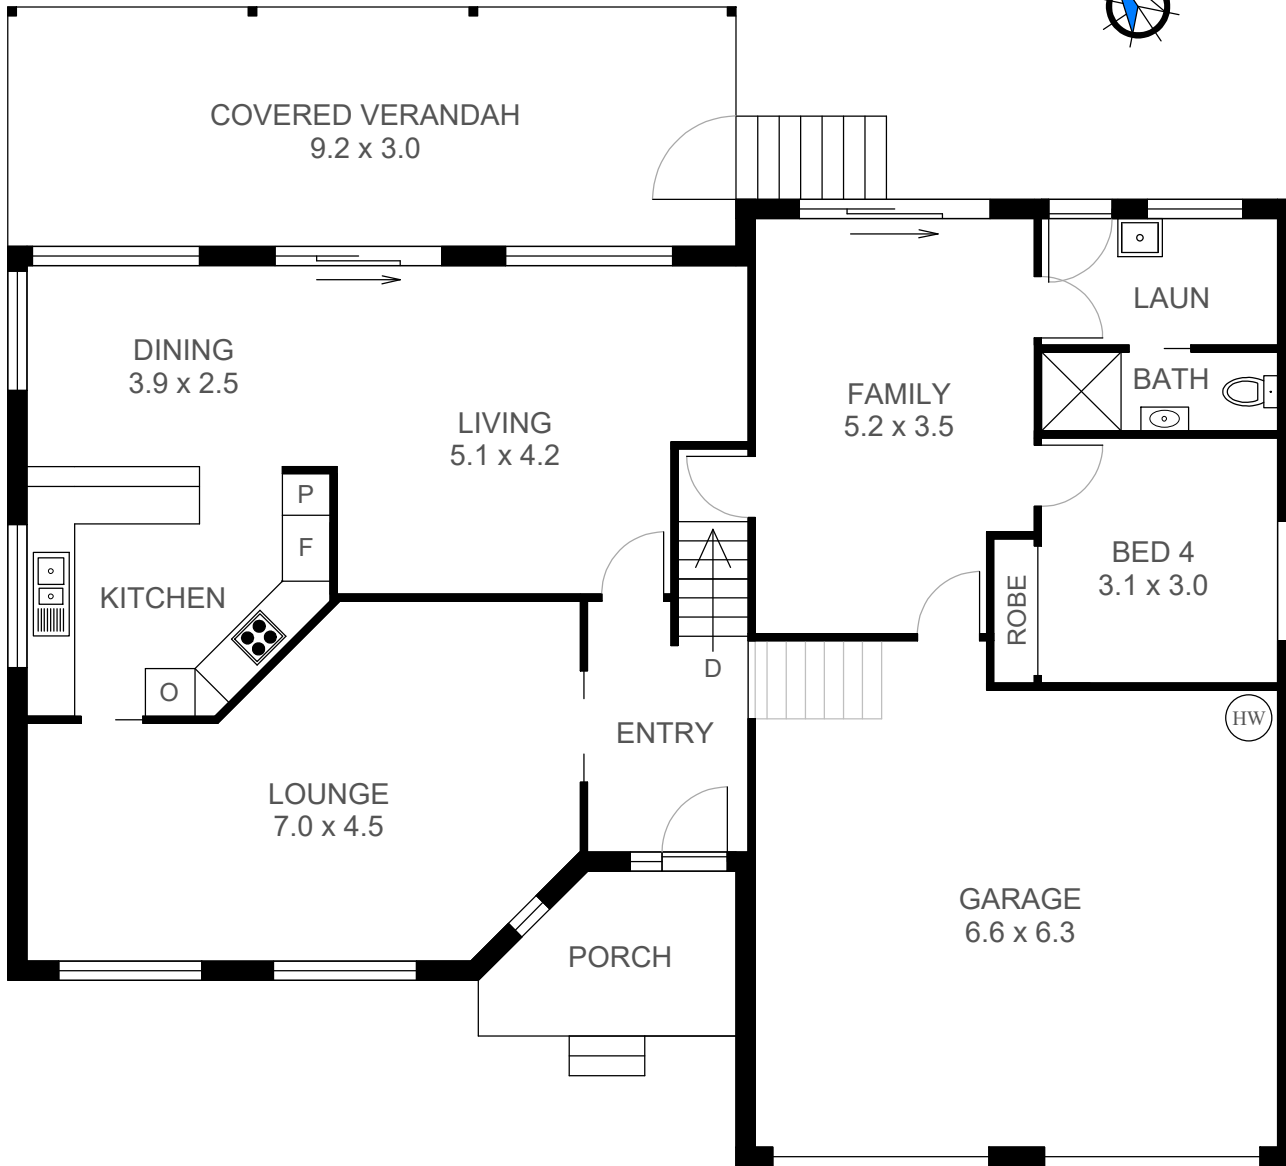 COVERED VERANDAH
9.2 x 3.0
LAUN
DINING
3.9 x 2.5
BATH
FAMILY
5.2 x 3.5
LIVING
5.1 x 4.2
P
F
KITCHEN
BED 4
3.1 x 3.0
ROBE
D
O
HW
ENTRY
LOUNGE
7.0 x 4.5
GARAGE
6.6 x 6.3
PORCH